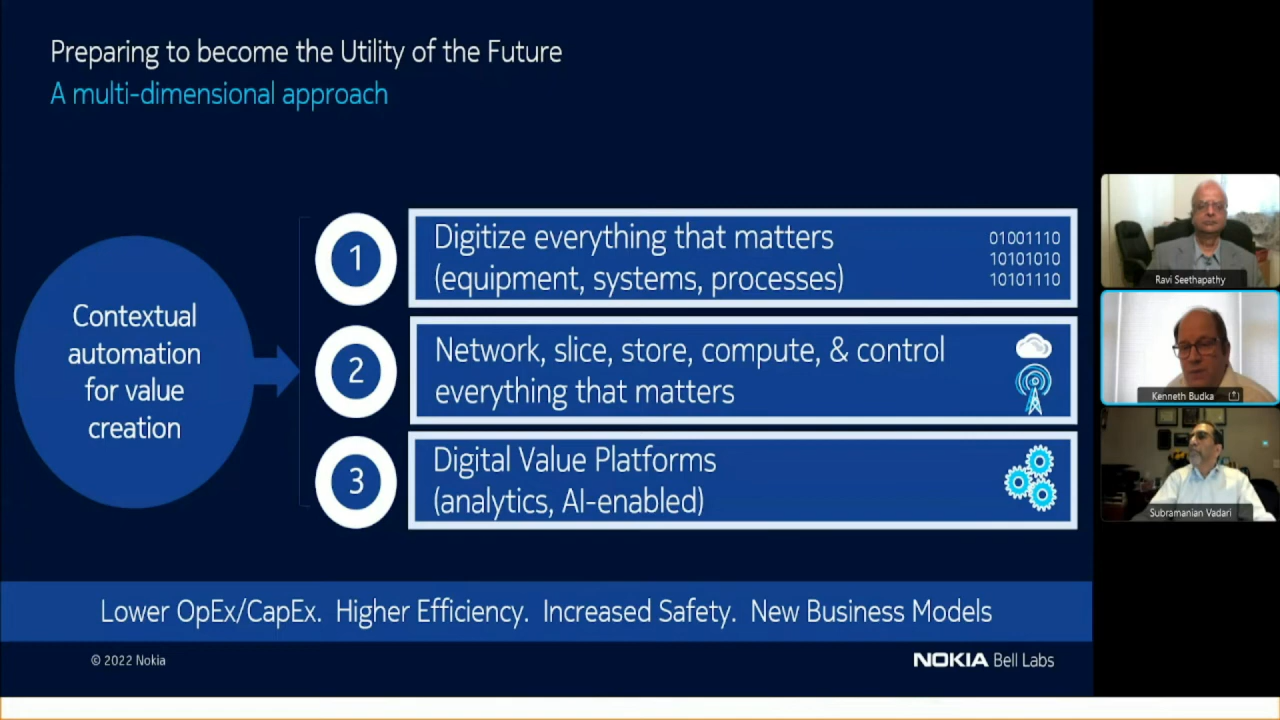 Preparing to become the Utility of the Future
A multi-dimensional approach
Contextual
automation
for value
creation
1
Digitize everything that matters
(equipment, systems, processes)
01001110
10101010
10101110
2
Network, slice, store, compute, & control
everything that matters
3
Digital Value Platforms
(analytics, AI-enabled)
Lower OpEx/CapEx. Higher Efficiency. Increased Safety. New Business Models
© 2022 Nokia
NOKIA Bell Labs
Ravi Seethapathy
Kenneth Budka
Subramanian Vadari